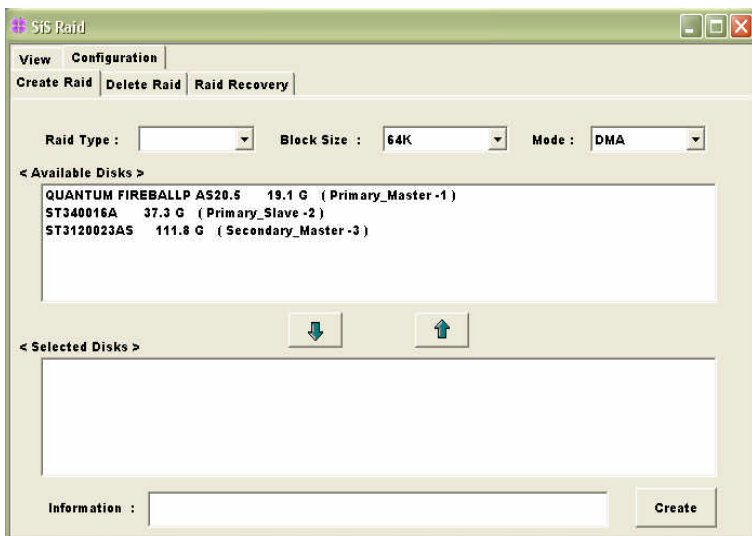 SiS Raid
View Configuration
Create Raid Delete Raid Raid Recovery
Raid Type : Block Size : 64K Mode : DMA
< Available Disks >
QUANTUM FIREBALLP AS20.5 19.1 G ( Primary_Master -1 )
ST340016A 37.3 G ( Primary_Slave -2 )
ST3120023AS 111.8 G ( Secondary_Master -3 )
< Selected Disks >
Information : Create